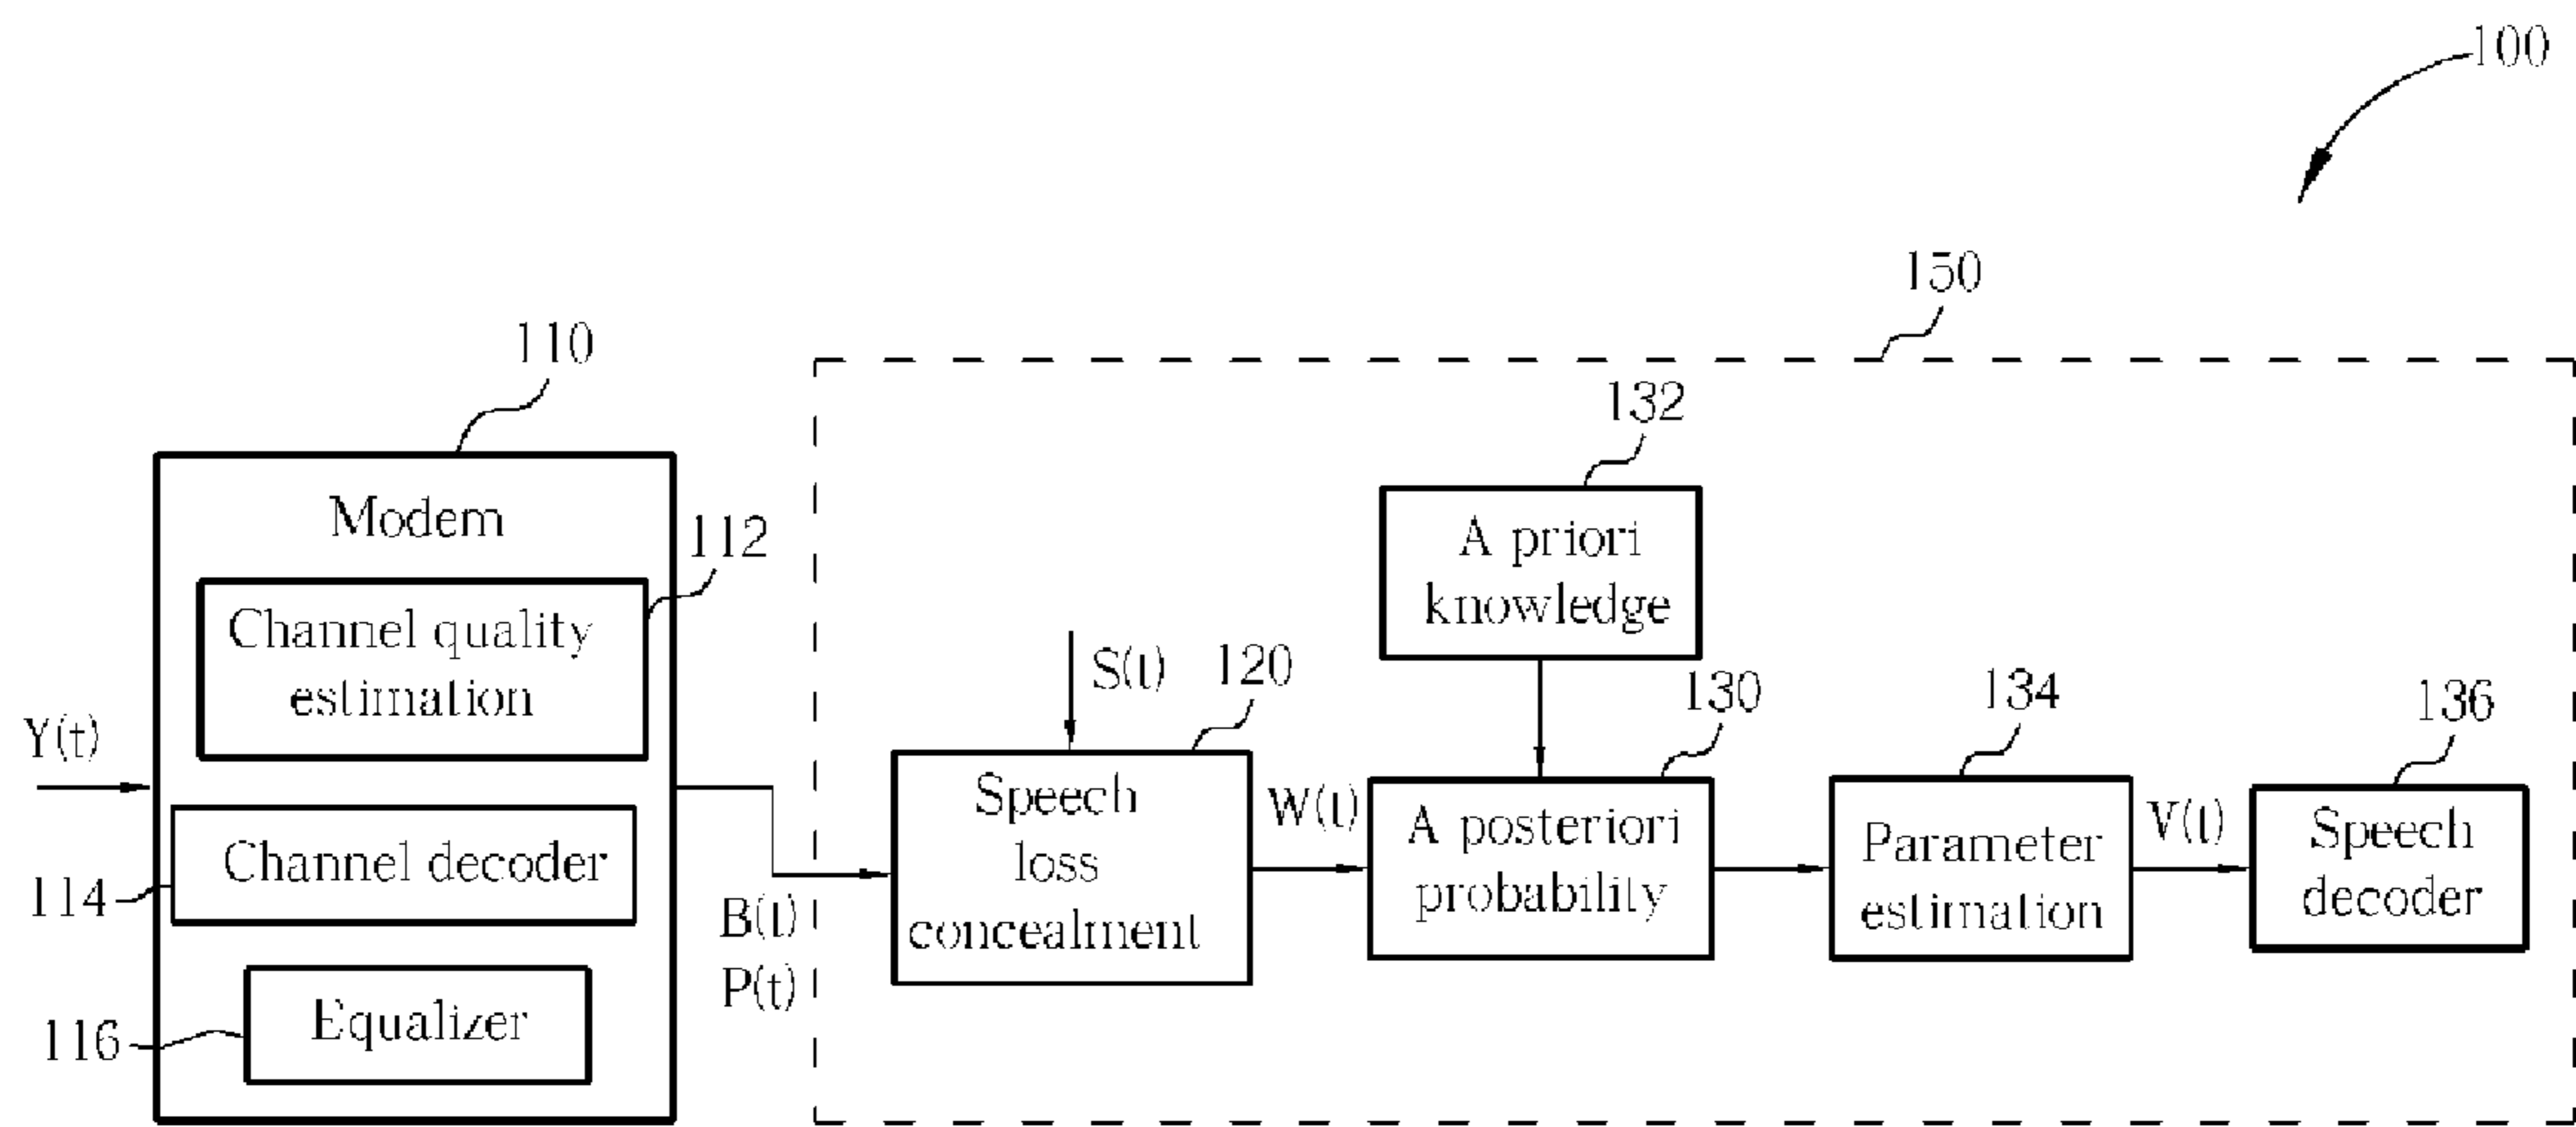 100
150
110
132
Modem
112
A priori
knowledge
Channel quality
estimation
S(t)
120
130
134
136
Y(t)
Speech
loss
concealment
W(t)
A posteriori
probability
Parameter
estimation
V(t)
Speech
decoder
Channel decoder
114
B(t)
P(t)
Equalizer
116